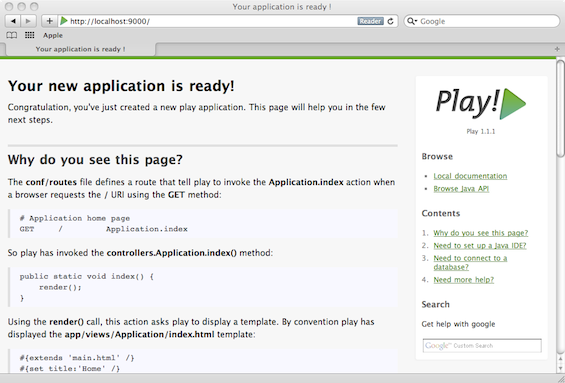 Your application is ready !
http://localhost:9000/
Reader
Google
Apple
Your application is ready !
Your new application is ready!
Congratulation, you've just created a new play application. This page will help you in the few
next steps.
Why do you see this page?
The conf/routes file defines a route that tell play to invoke the Application.index action when
a browser requests the / URI using the GET method:
# Application home page
GET / Application.index
So play has invoked the controllers.Application.index() method:
public static void index() {
render();
}
Using the render() call, this action asks play to display a template. By convention play has
displayed the app/views/Application/index.html template:
#{extends 'main.html' /}
#{set title:'Home' /}
Play!
Play 1.1.1
Browse
Local documentation
Browse Java API
Contents
1. Why do you see this page?
2. Need to set up a Java IDE?
3. Need to connect to a
database?
4. Need more help?
Search
Get help with google
Google™ Custom Search